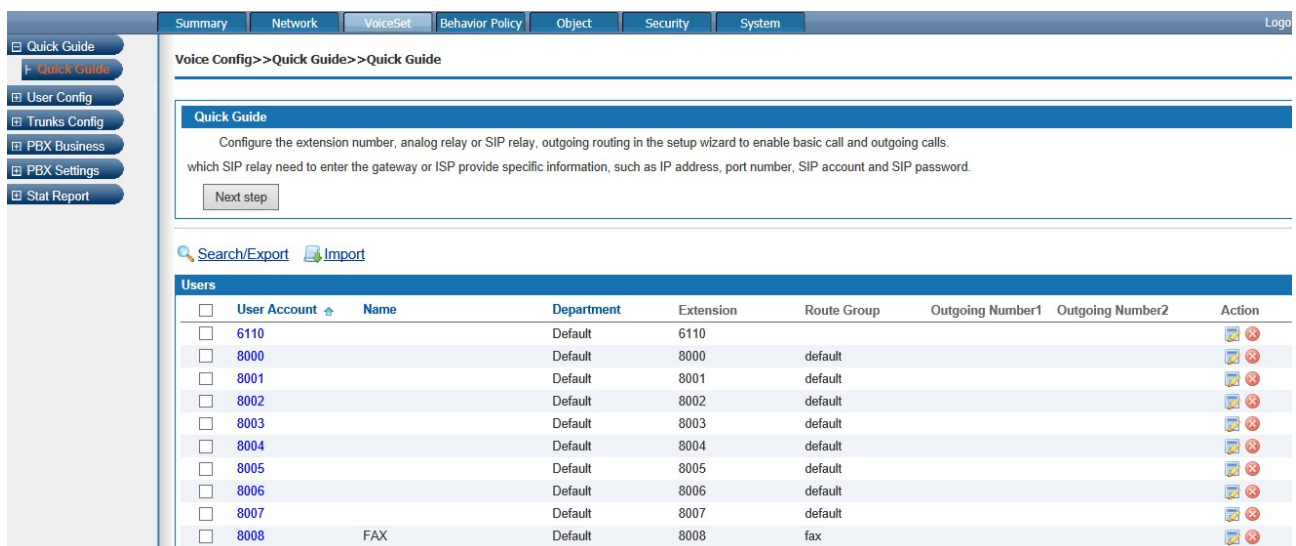 Summary Network VoiceSet Behavior Policy Object Security System Logo
Quick Guide
Quick Guide
User Config
Trunks Config
PBX Business
PBX Settings
Stat Report
Voice Config>>Quick Guide>>Quick Guide
Quick Guide
Configure the extension number, analog relay or SIP relay, outgoing routing in the setup wizard to enable basic call and outgoing calls.
which SIP relay need to enter the gateway or ISP provide specific information, such as IP address, port number, SIP account and SIP password.
Next step
Search/Export Import
Users
User Account Name Department Extension Route Group Outgoing Number1 Outgoing Number2 Action
6110 Default 6110
8000 Default 8000 default
8001 Default 8001 default
8002 Default 8002 default
8003 Default 8003 default
8004 Default 8004 default
8005 Default 8005 default
8006 Default 8006 default
8007 Default 8007 default
8008 FAX Default 8008 fax